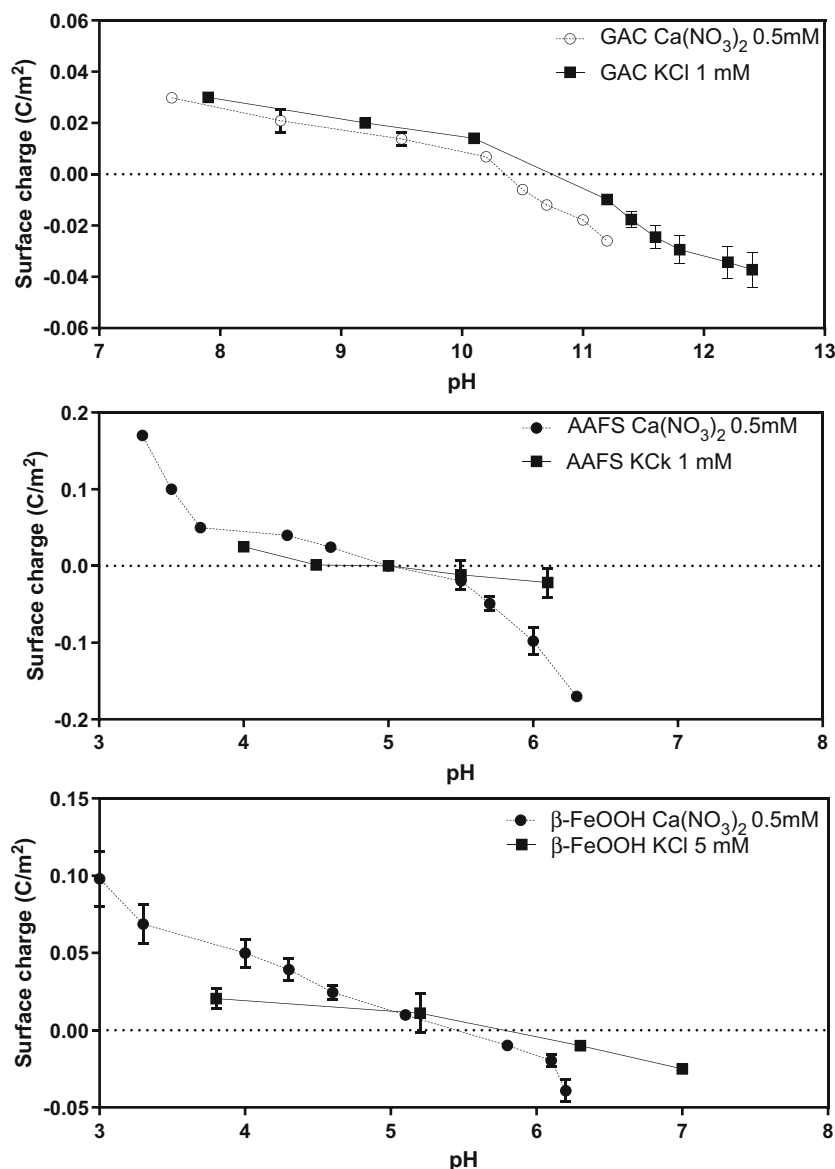 0.06
0.04
0.02
0.00
-0.02
-0.04
-0.06
Surface charge (C/m²)
GAC Ca(NO₃)₂ 0.5mM
GAC KCl 1 mM
7 8 9 10 11 12 13
pH
0.2
0.1
0.0
-0.1
-0.2
Surface charge (C/m²)
AAFS Ca(NO₃)₂ 0.5mM
AAFS KCk 1 mM
3 4 5 6 7 8
pH
0.15
0.10
0.05
0.00
-0.05
Surface charge (C/m²)
β-FeOOH Ca(NO₃)₂ 0.5mM
β-FeOOH KCl 5 mM
3 4 5 6 7 8
pH